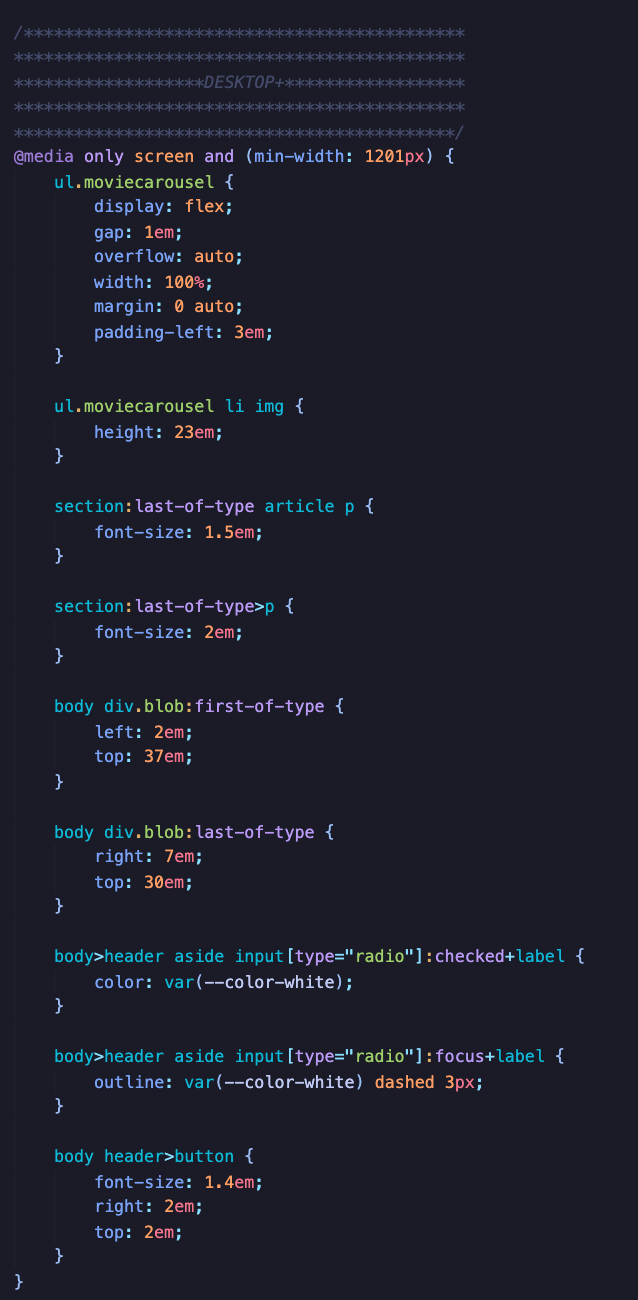 /********************************************
*********************************************
*******************DESKTOP+******************
*********************************************
********************************************/
@media only screen and (min-width: 1201px) {
    ul.moviecarousel {
        display: flex;
        gap: 1em;
        overflow: auto;
        width: 100%;
        margin: 0 auto;
        padding-left: 3em;
    }

    ul.moviecarousel li img {
        height: 23em;
    }

    section:last-of-type article p {
        font-size: 1.5em;
    }

    section:last-of-type>p {
        font-size: 2em;
    }

    body div.blob:first-of-type {
        left: 2em;
        top: 37em;
    }

    body div.blob:last-of-type {
        right: 7em;
        top: 30em;
    }

    body>header aside input[type="radio"]:checked+label {
        color: var(--color-white);
    }

    body>header aside input[type="radio"]:focus+label {
        outline: var(--color-white) dashed 3px;
    }

    body header>button {
        font-size: 1.4em;
        right: 2em;
        top: 2em;
    }
}